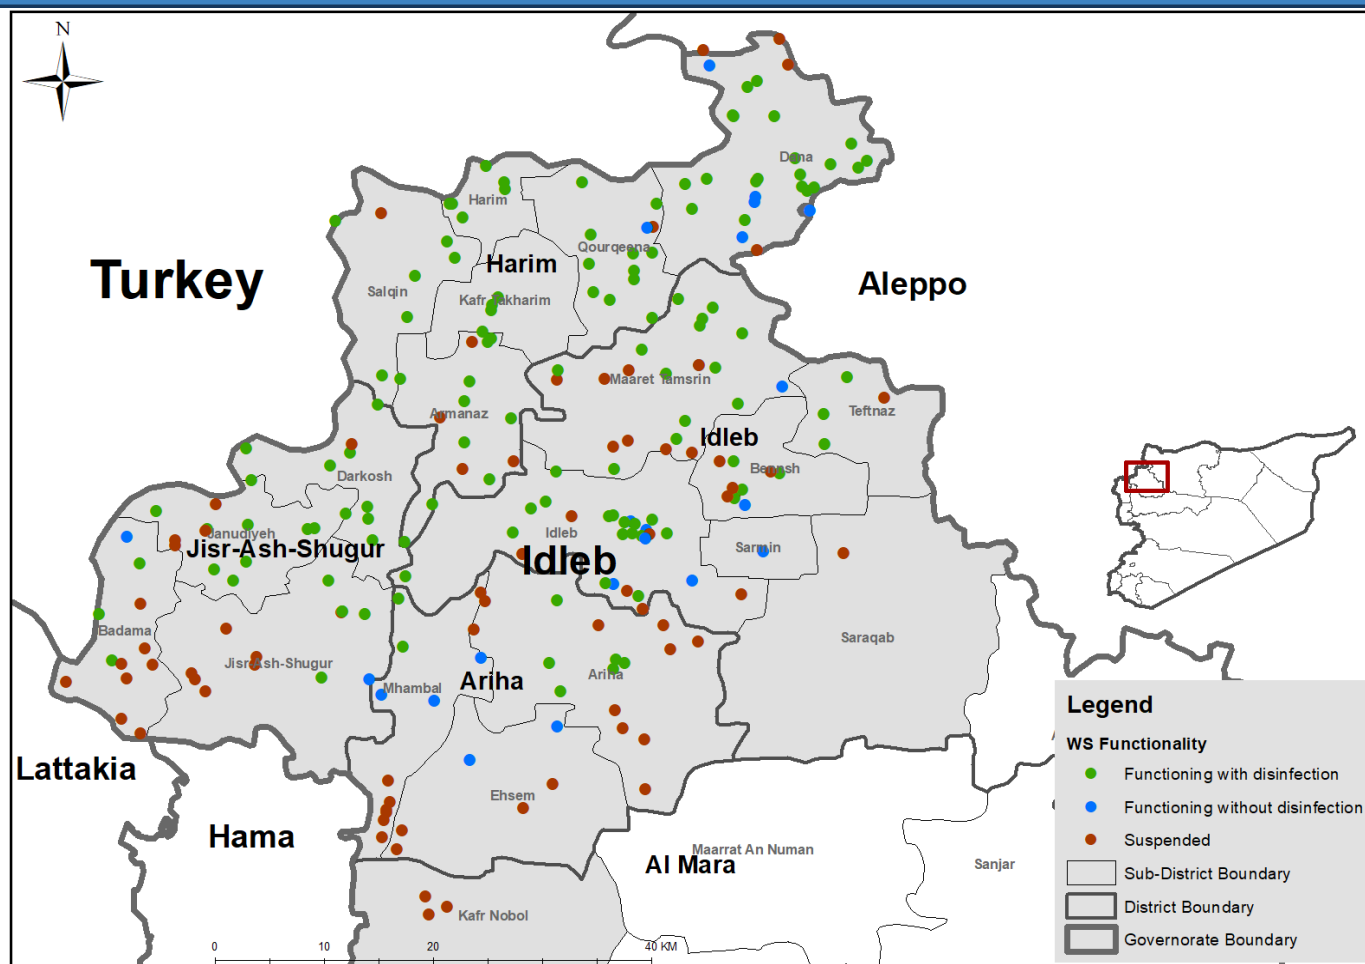 N
Dana
Harim
Qourqeena
Harim
Turkey
Aleppo
Salqin
Kafr Takharim
Maaret Tamsrin
Armanaz
Teftnaz
Idleb
Bennsh
Darkosh
Janudiyeh
Idleb
Jisr-Ash-Shugur
Sarmin
Idleb
Badama
Saraqab
Jisr-Ash-Shugur
Ariha
Ariha
Mhambal
Lattakia
Ehsem
Hama
Maarrat An Numan
Al Mara
Sanjar
Kafr Nobol
0 10 20 40 KM
Legend
WS Functionality
Functioning with disinfection
Functioning without disinfection
Suspended
Sub-District Boundary
District Boundary
Governorate Boundary